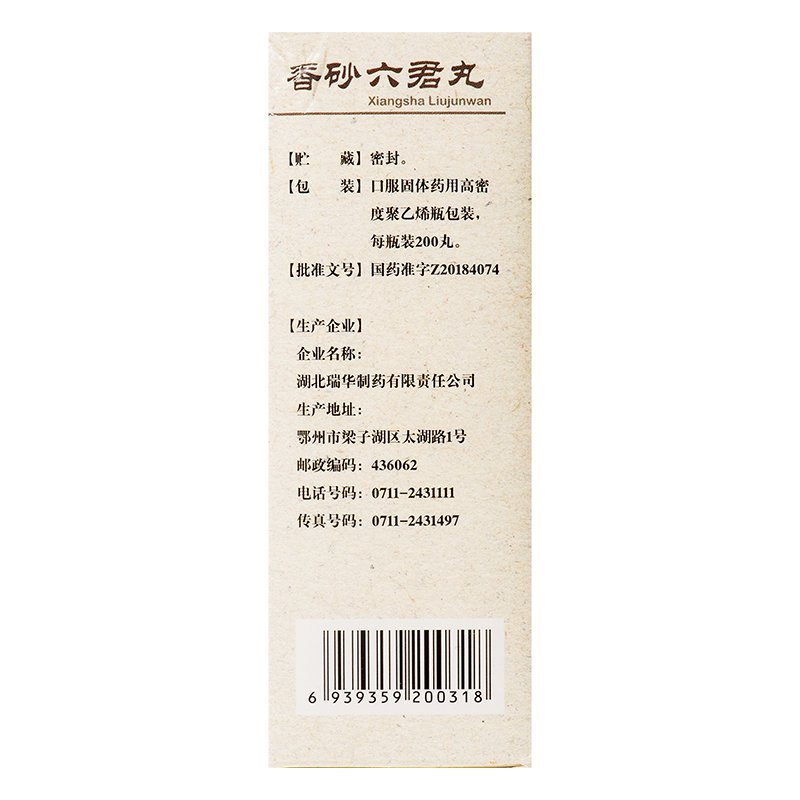 香砂六君丸
Xiangsha Liujunwan
【贮 藏】密封。
【包 装】口服固体药用高密
度聚乙烯瓶包装，
每瓶装200丸。
【批准文号】国药准字Z20184074
【生产企业】
企业名称：
湖北瑞华制药有限责任公司
生产地址：
鄂州市梁子湖区太湖路1号
邮政编码：436062
电话号码：0711-2431111
传真号码：0711-2431497
6 939359 200318